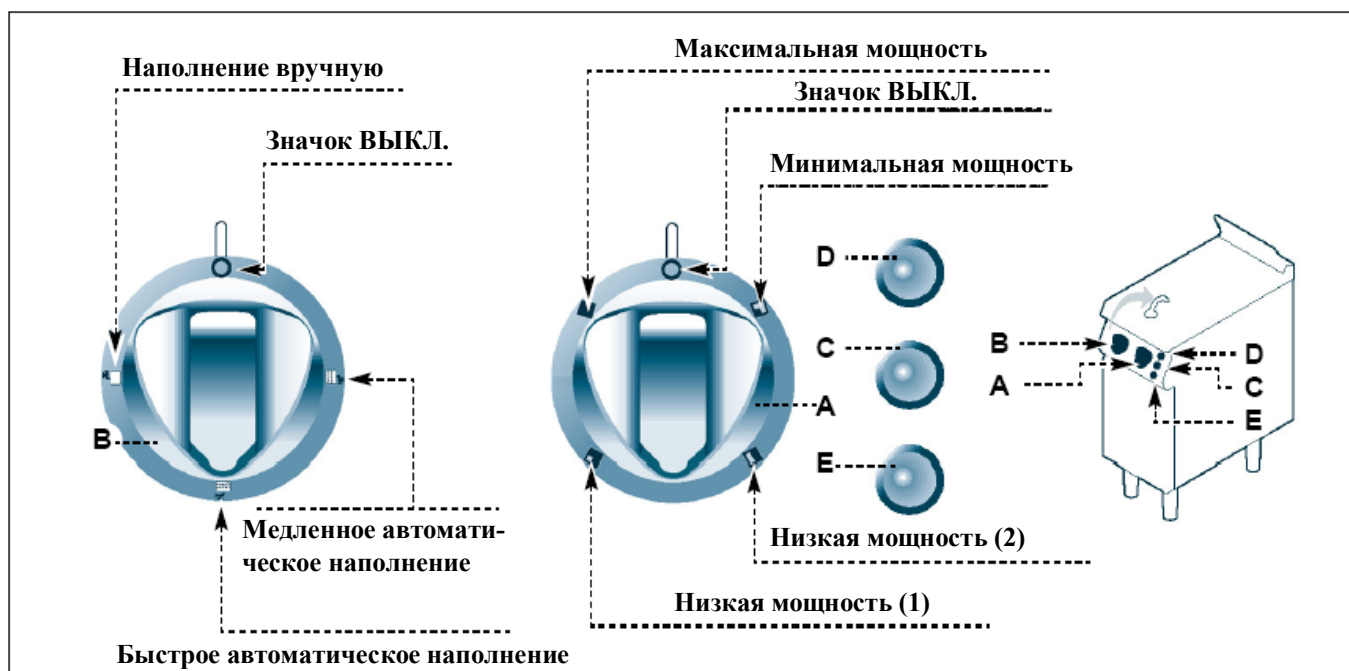 Максимальная мощность
Наполнение вручную
Значок ВЫКЛ.
Значок ВЫКЛ.
Минимальная мощность
D
C
B
D
A
C
A
E
B
E
Медленное автомати-
ческое наполнение
Низкая мощность (2)
Низкая мощность (1)
Быстрое автоматическое наполнение